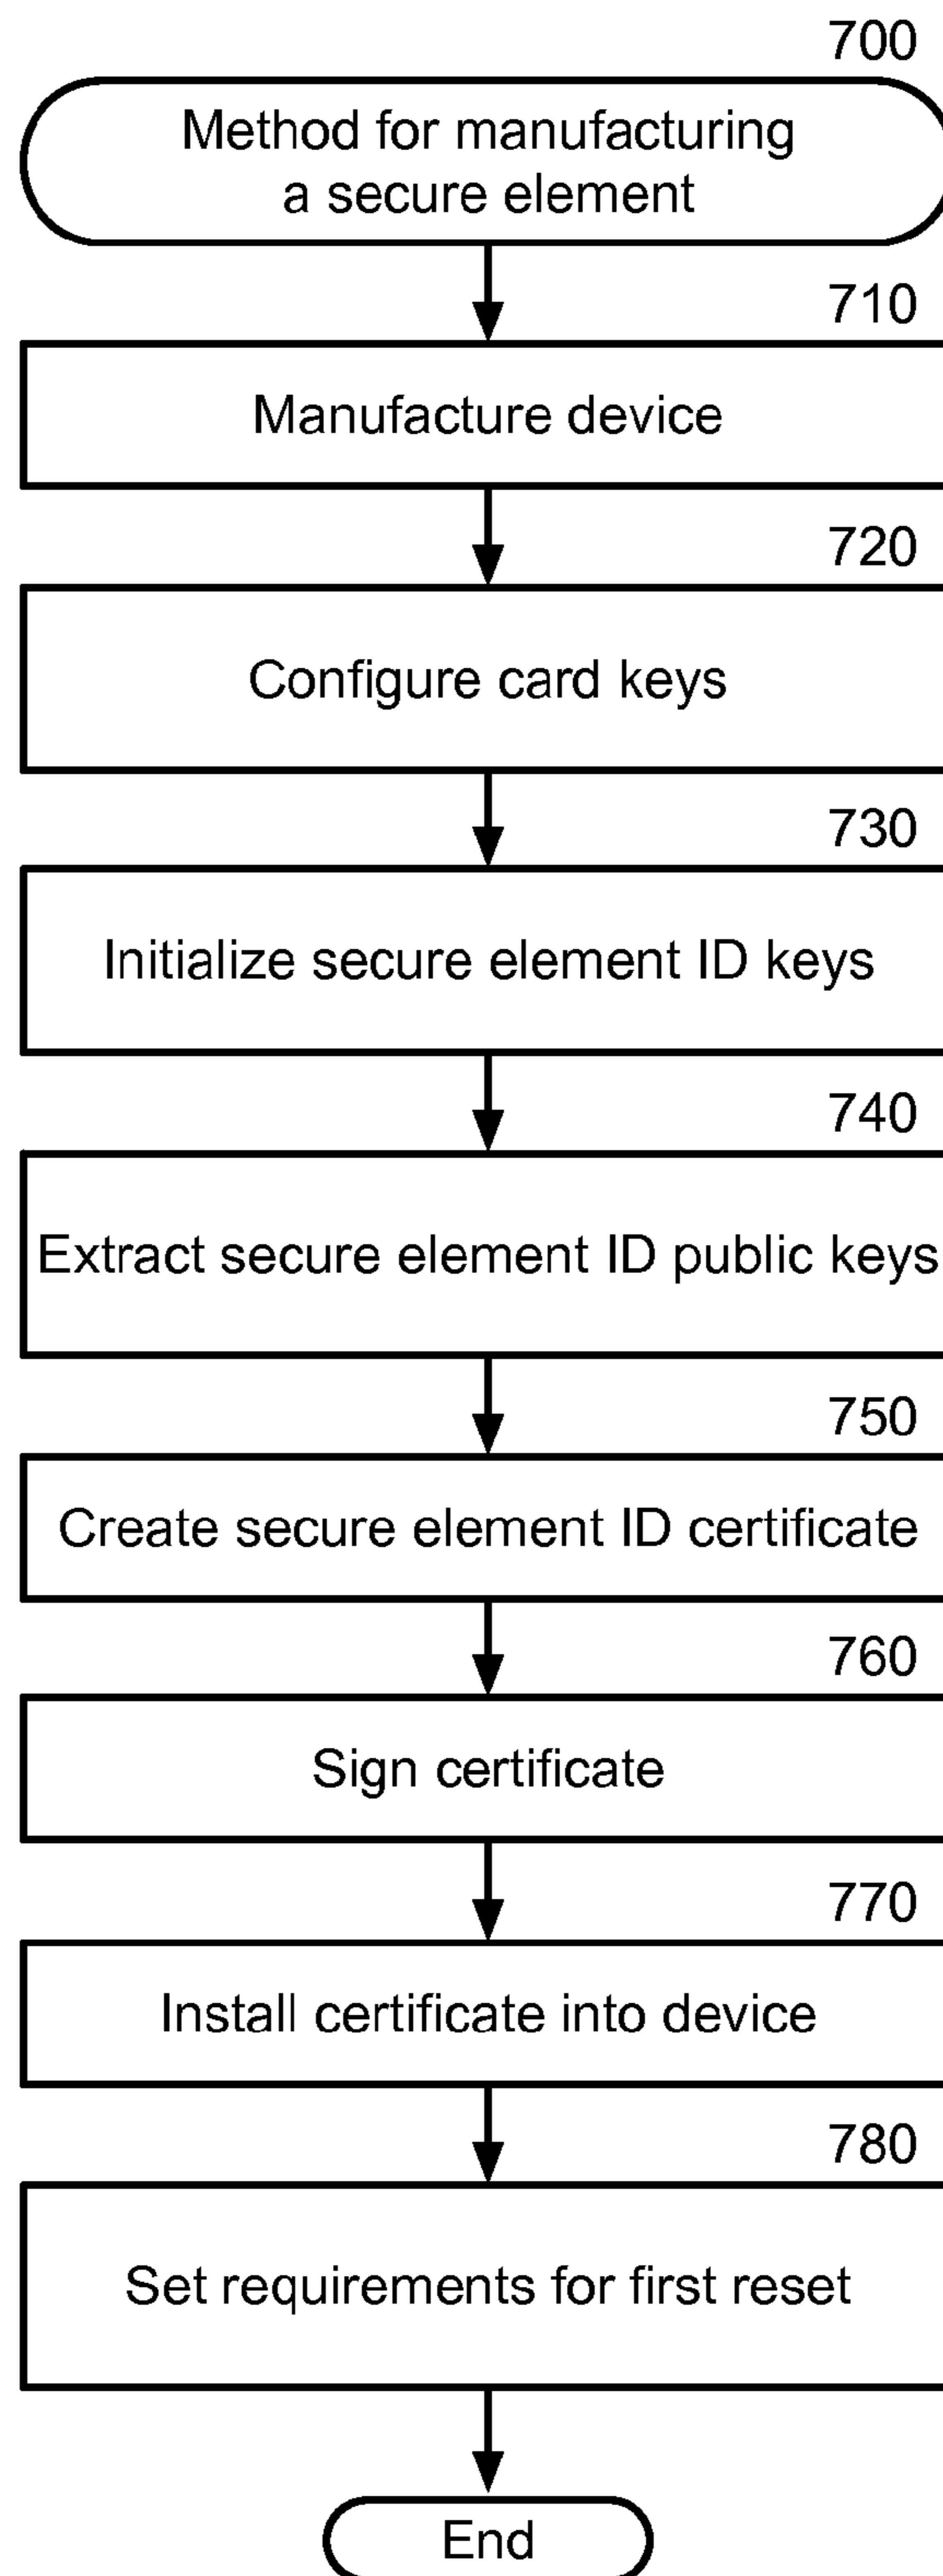 700
Method for manufacturing
a secure element
710
Manufacture device
720
Configure card keys
730
Initialize secure element ID keys
740
Extract secure element ID public keys
750
Create secure element ID certificate
760
Sign certificate
770
Install certificate into device
780
Set requirements for first reset
End